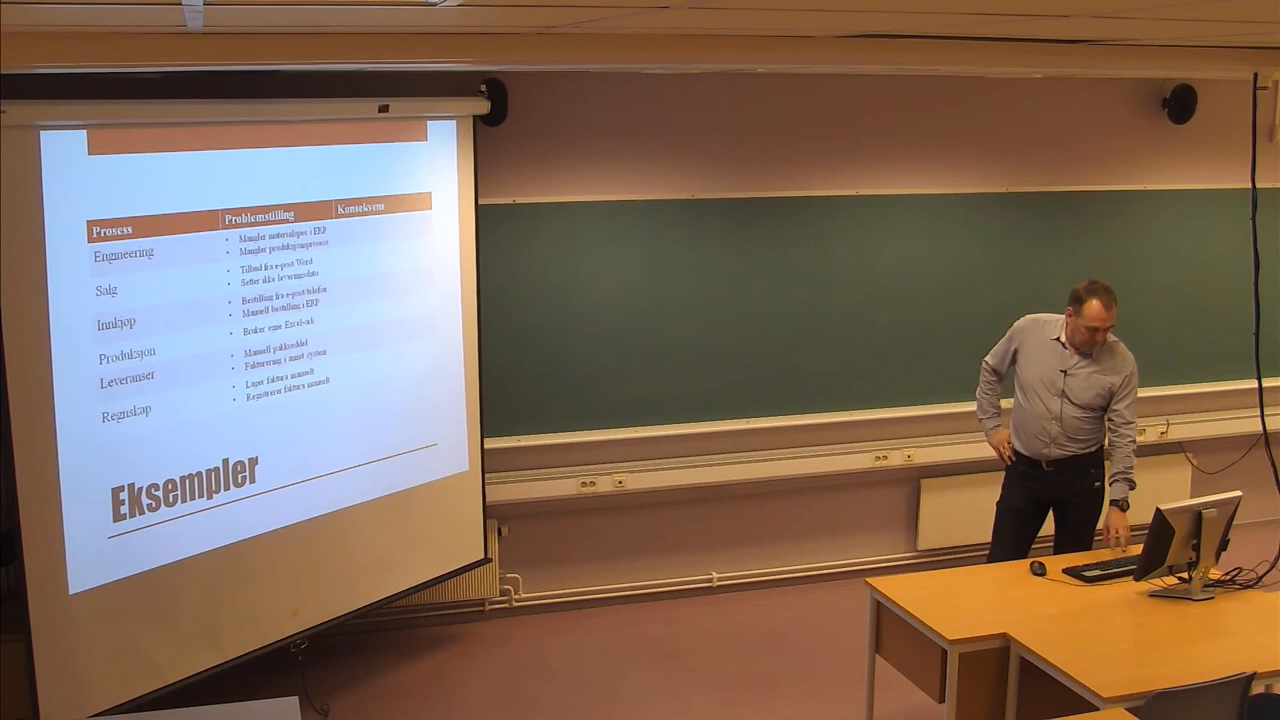 Prosess Problemstilling Konsekvens
Engineering
• Mangler materialspec i ERP
• Mangler produksjonsprosess
Salg
• Tilbud fra e-post Word
• Setter ikke leveringsdato
Innkjøp
• Bestilling fra e-post telefon
• Manuell bestilling i ERP
Produksjon
• Bruker egne Excel-ark
Leveranser
• Manuell pakkseddel
• Fakturering i annet system
Regnskap
• Lager faktura manuelt
• Registrerer faktura manuelt
Eksempler